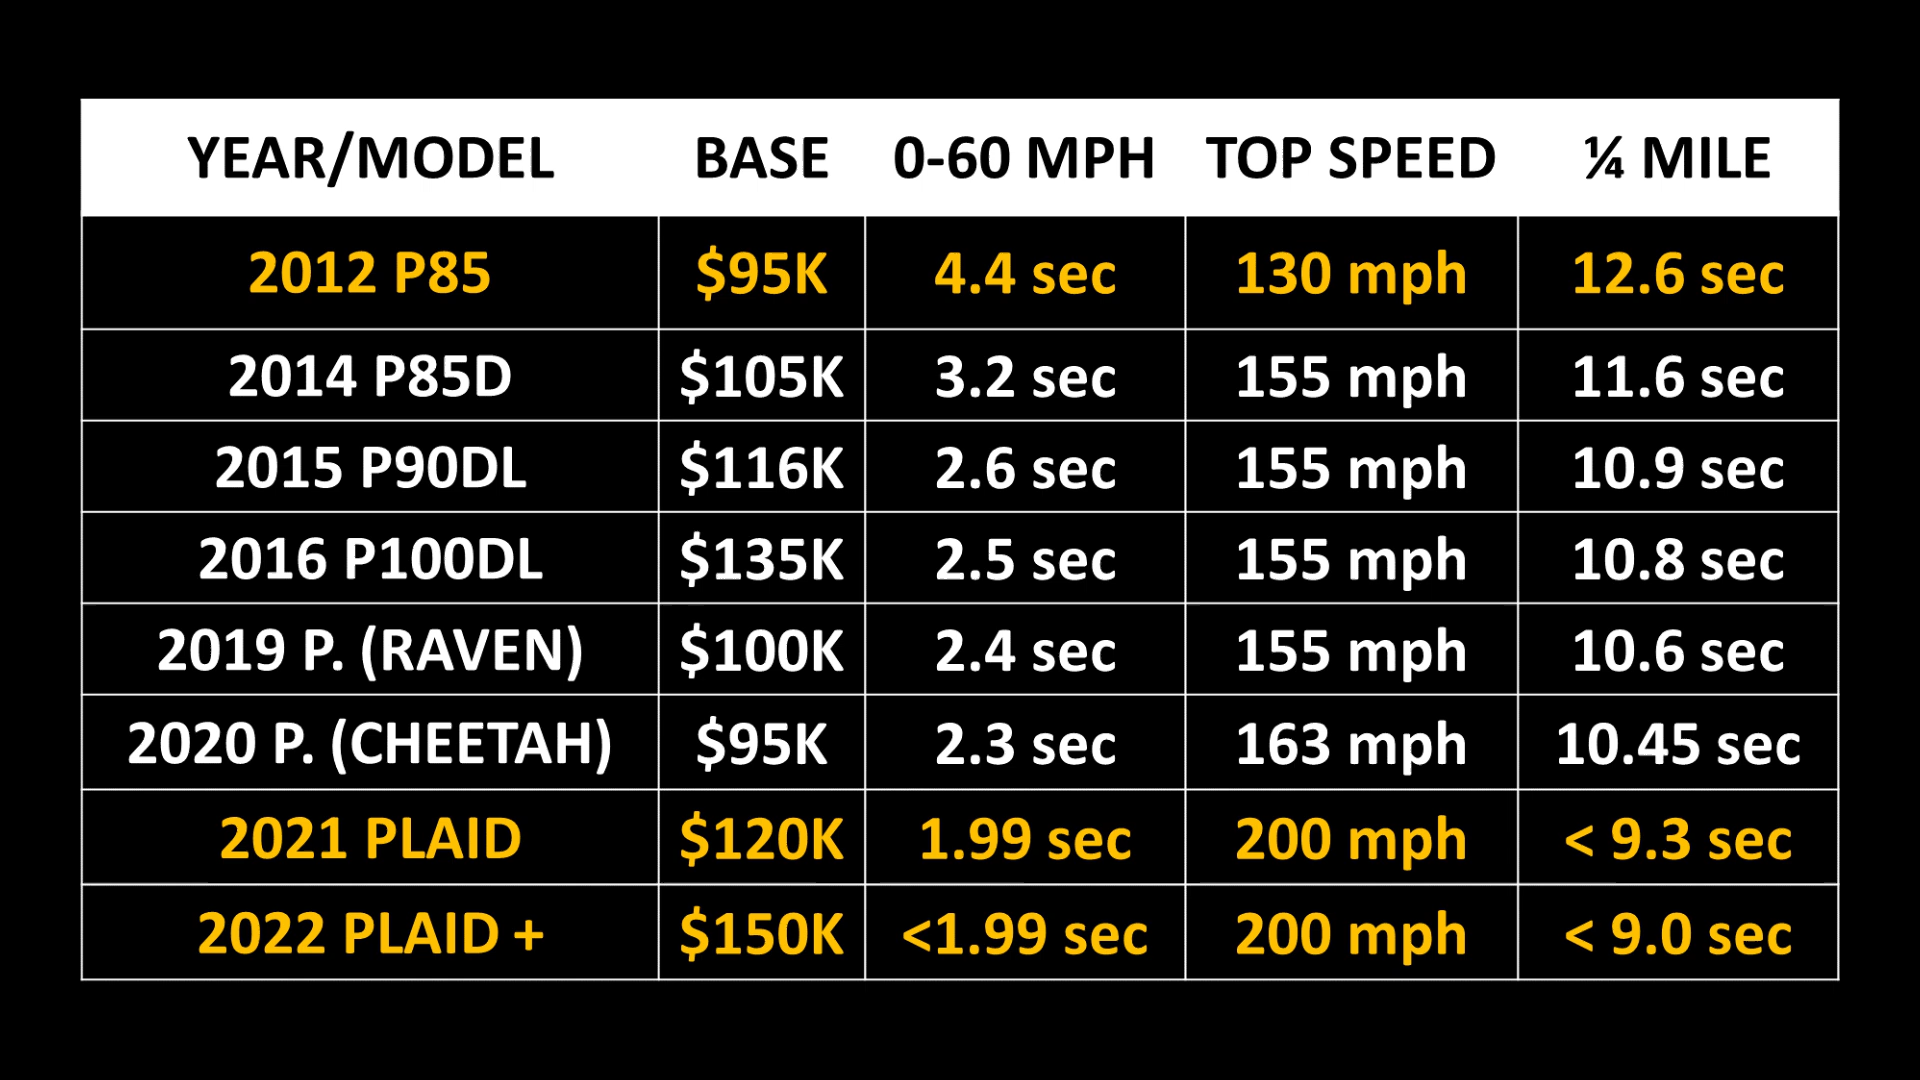 YEAR/MODEL BASE 0-60 MPH TOP SPEED ¼ MILE
2012 P85 $95K 4.4 sec 130 mph 12.6 sec
2014 P85D $105K 3.2 sec 155 mph 11.6 sec
2015 P90DL $116K 2.6 sec 155 mph 10.9 sec
2016 P100DL $135K 2.5 sec 155 mph 10.8 sec
2019 P. (RAVEN) $100K 2.4 sec 155 mph 10.6 sec
2020 P. (CHEETAH) $95K 2.3 sec 163 mph 10.45 sec
2021 PLAID $120K 1.99 sec 200 mph < 9.3 sec
2022 PLAID + $150K <1.99 sec 200 mph < 9.0 sec